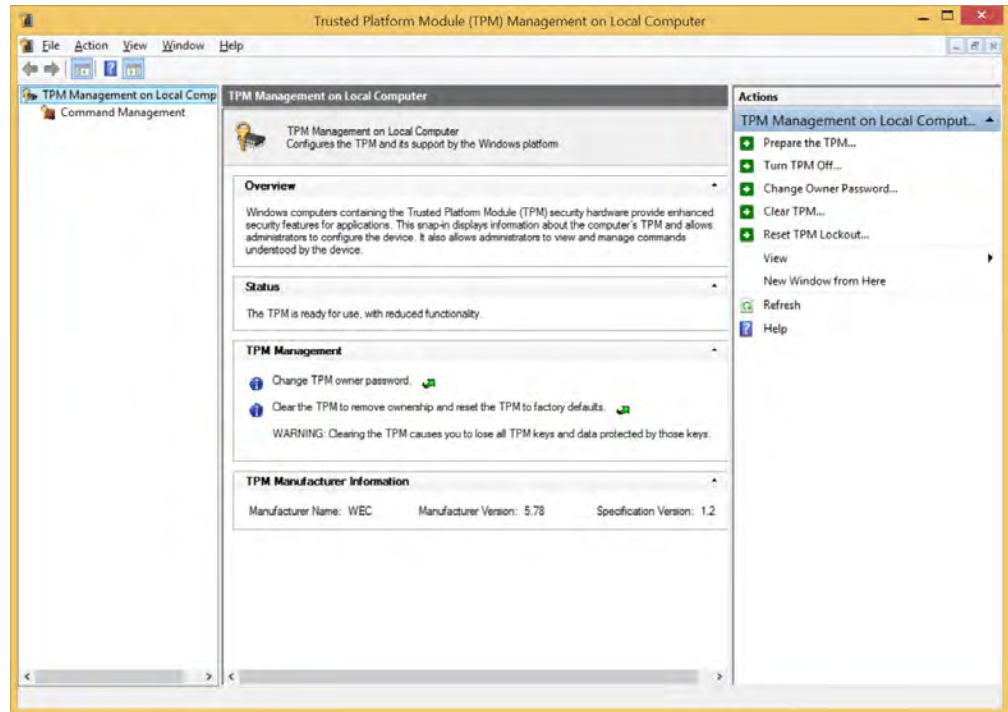 Trusted Platform Module (TPM) Management on Local Computer
File Action View Window Help
TPM Management on Local Comp
Command Management
TPM Management on Local Computer
TPM Management on Local Computer
Configures the TPM and its support by the Windows platform
Overview
Windows computers containing the Trusted Platform Module (TPM) security hardware provide enhanced
security features for applications. This snap-in displays information about the computer's TPM and allows
administrators to configure the device. It also allows administrators to view and manage commands
understood by the device.
Status
The TPM is ready for use, with reduced functionality.
TPM Management
Change TPM owner password.
Clear the TPM to remove ownership and reset the TPM to factory defaults.
WARNING: Clearing the TPM causes you to lose all TPM keys and data protected by those keys.
TPM Manufacturer Information
Manufacturer Name: WEC Manufacturer Version: 5.78 Specification Version: 1.2
Actions
TPM Management on Local Comput...
Prepare the TPM...
Turn TPM Off...
Change Owner Password...
Clear TPM...
Reset TPM Lockout...
View
New Window from Here
Refresh
Help